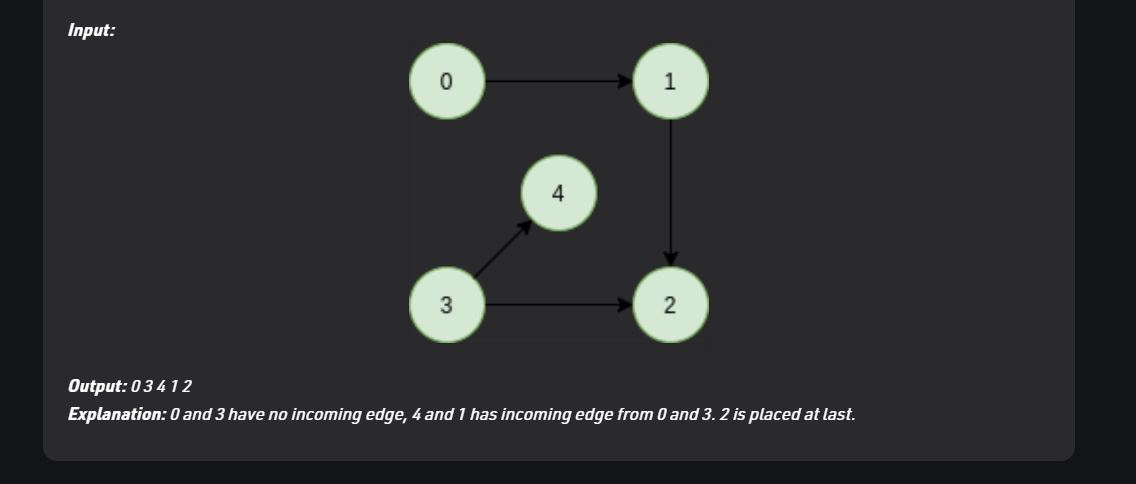 Input:
0
1
4
3
2
Output: 0 3 4 1 2
Explanation: 0 and 3 have no incoming edge, 4 and 1 has incoming edge from 0 and 3. 2 is placed at last.